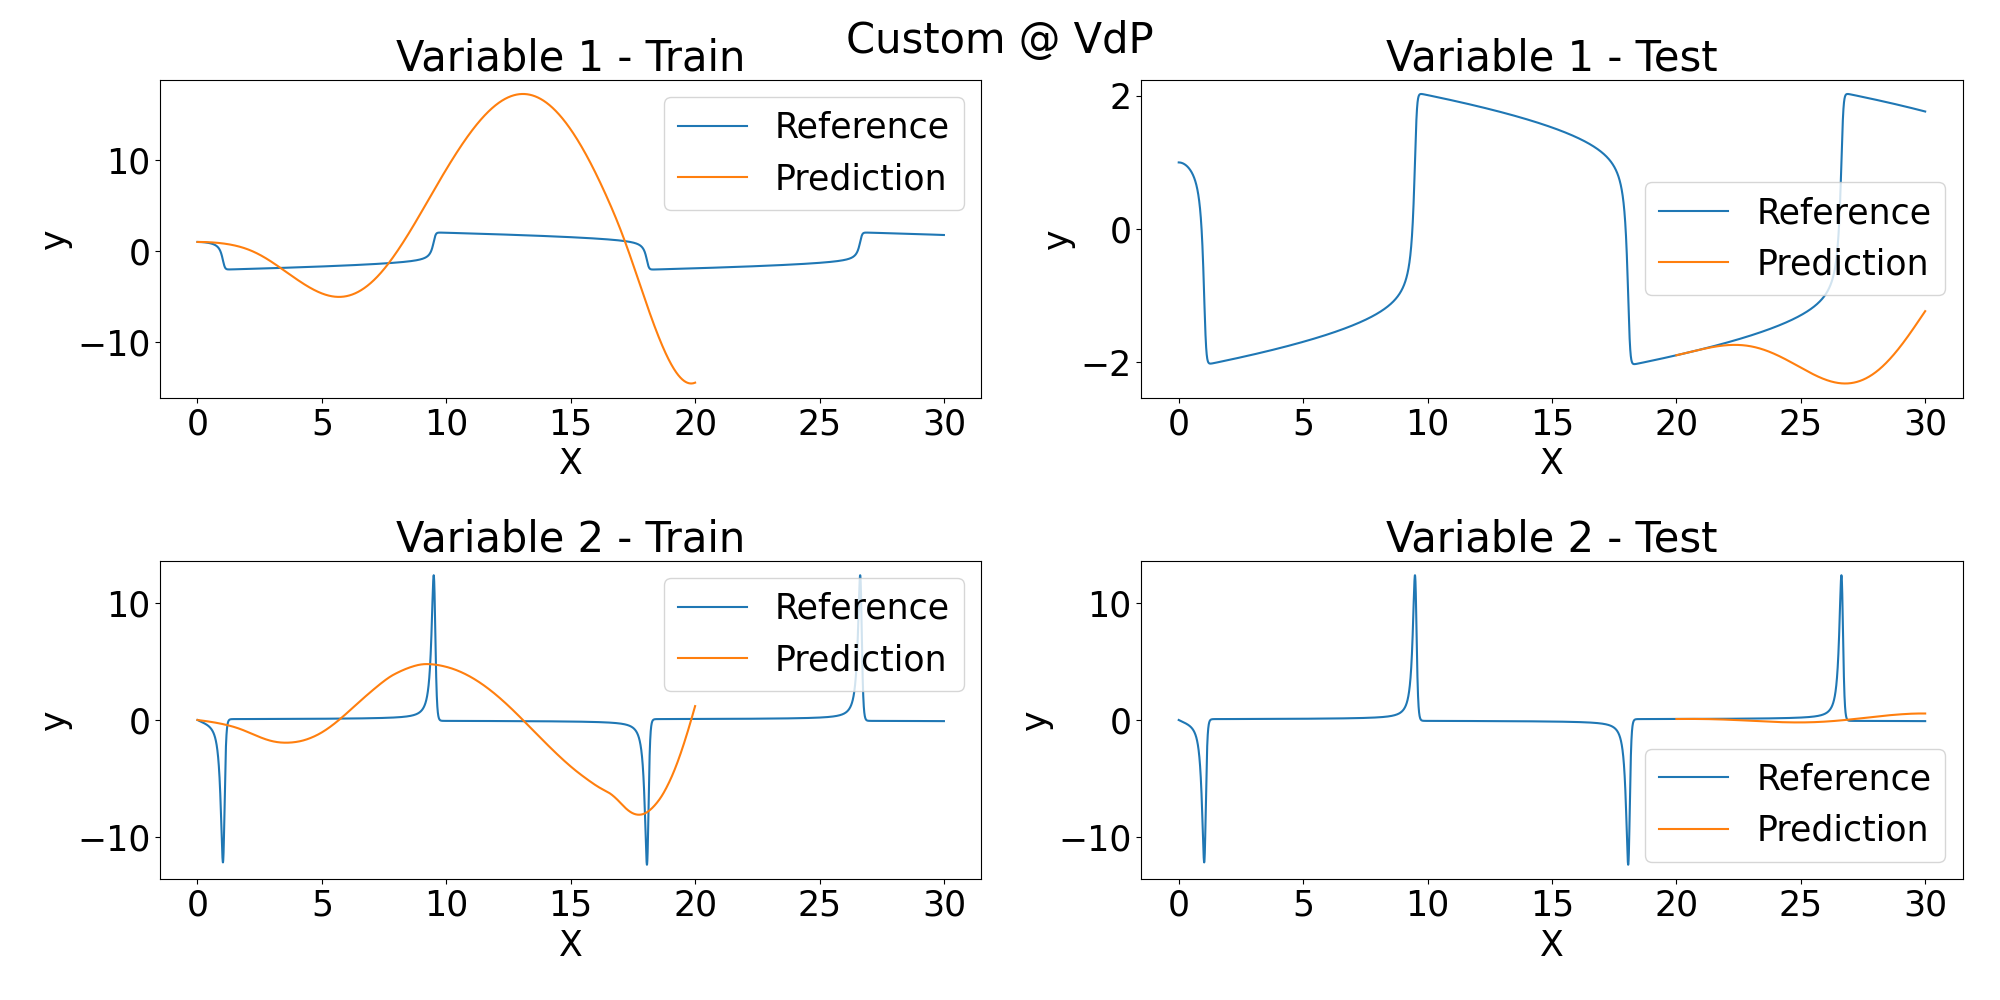 Custom @ VdP
Variable 1 - Train
10
0
−10
y
Reference
Prediction
0 5 10 15 20 25 30
X
Variable 1 - Test
2
0
−2
y
Reference
Prediction
0 5 10 15 20 25 30
X
Variable 2 - Train
10
0
−10
y
Reference
Prediction
0 5 10 15 20 25 30
X
Variable 2 - Test
10
0
−10
y
Reference
Prediction
0 5 10 15 20 25 30
X